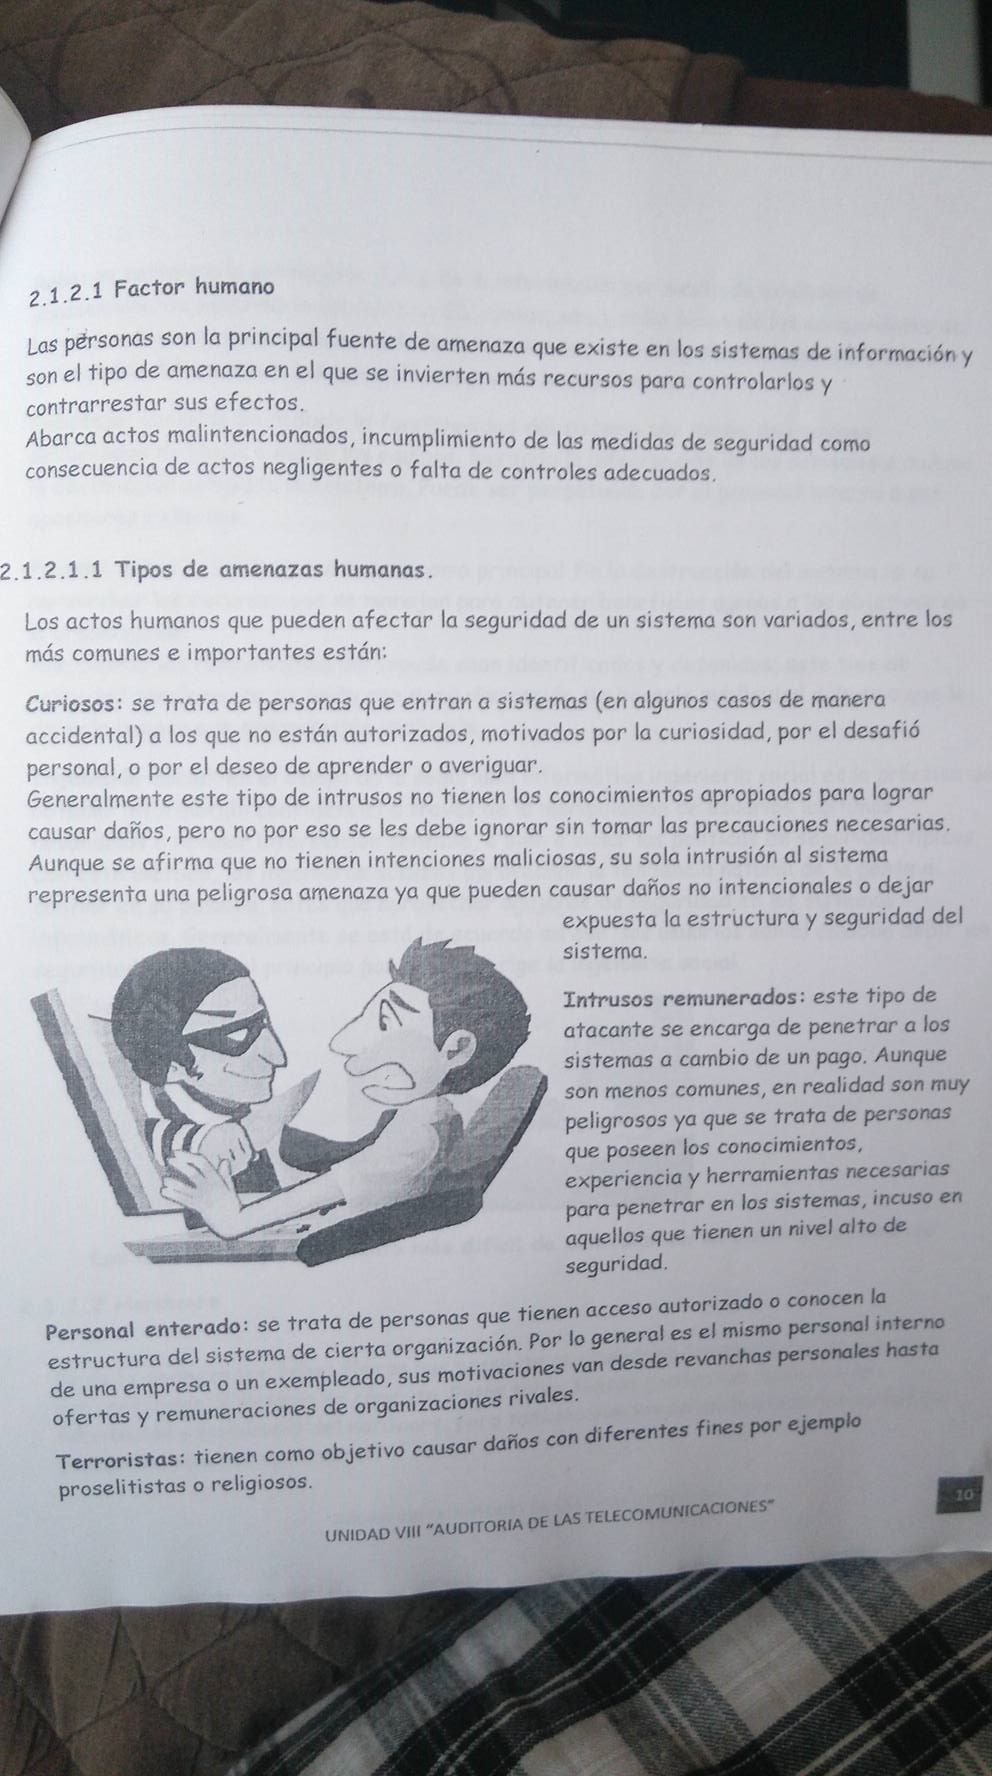 2.1.2.1 Factor humano
Las personas son la principal fuente de amenaza que existe en los sistemas de información y
son el tipo de amenaza en el que se invierten más recursos para controlarlos y
contrarrestar sus efectos.
Abarca actos malintencionados, incumplimiento de las medidas de seguridad como
consecuencia de actos negligentes o falta de controles adecuados.
2.1.2.1.1 Tipos de amenazas humanas.
Los actos humanos que pueden afectar la seguridad de un sistema son variados, entre los
más comunes e importantes están:
Curiosos: se trata de personas que entran a sistemas (en algunos casos de manera
accidental) a los que no están autorizados, motivados por la curiosidad, por el desafió
personal, o por el deseo de aprender o averiguar.
Generalmente este tipo de intrusos no tienen los conocimientos apropiados para lograr
causar daños, pero no por eso se les debe ignorar sin tomar las precauciones necesarias.
Aunque se afirma que no tienen intenciones maliciosas, su sola intrusión al sistema
representa una peligrosa amenaza ya que pueden causar daños no intencionales o dejar
expuesta la estructura y seguridad del
sistema.
Intrusos remunerados: este tipo de
atacante se encarga de penetrar a los
sistemas a cambio de un pago. Aunque
son menos comunes, en realidad son muy
peligrosos ya que se trata de personas
que poseen los conocimientos,
experiencia y herramientas necesarias
para penetrar en los sistemas, incuso en
aquellos que tienen un nivel alto de
seguridad.
Personal enterado: se trata de personas que tienen acceso autorizado o conocen la
estructura del sistema de cierta organización. Por lo general es el mismo personal interno
de una empresa o un exempleado, sus motivaciones van desde revanchas personales hasta
ofertas y remuneraciones de organizaciones rivales.
Terroristas: tienen como objetivo causar daños con diferentes fines por ejemplo
proselitistas o religiosos.
10
UNIDAD VIII "AUDITORIA DE LAS TELECOMUNICACIONES"